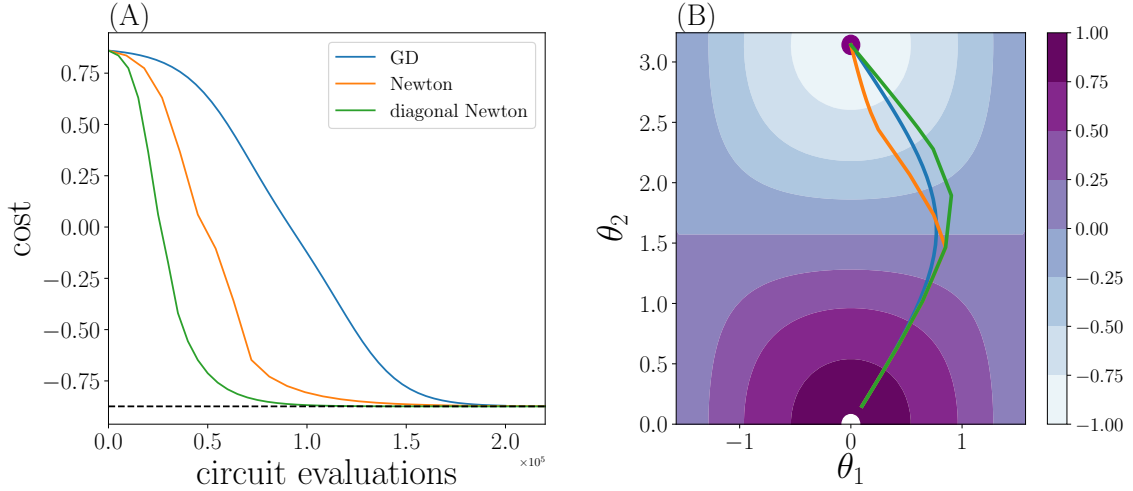 (A)
GD
Newton
diagonal Newton
0.75
0.50
0.25
0.00
−0.25
−0.50
−0.75
cost
0.0 0.5 1.0 1.5 2.0
×10⁵
circuit evaluations
(B)
3.0
2.5
2.0
1.5
1.0
0.5
0.0
θ₂
−1 0 1
θ₁
1.00
0.75
0.50
0.25
0.00
−0.25
−0.50
−0.75
−1.00